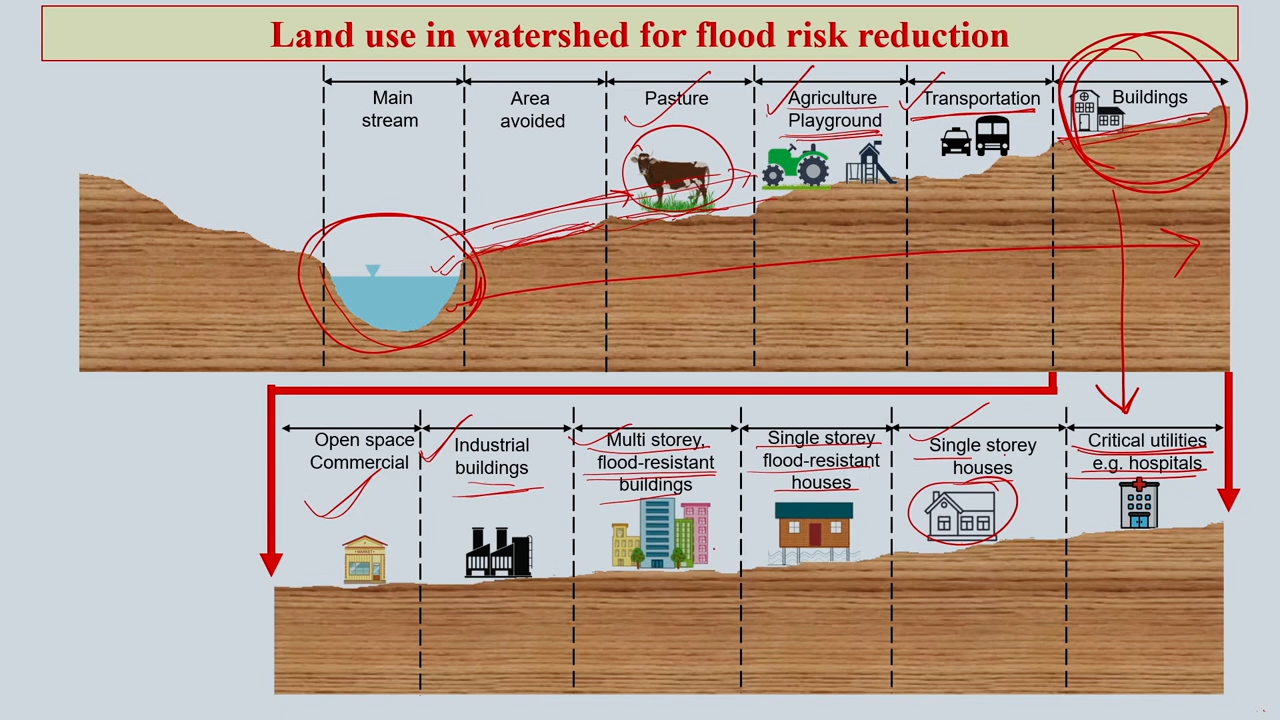 Land use in watershed for flood risk reduction
Main
stream
Area
avoided
Pasture
Agriculture
Playground
Transportation
Buildings
Open space
Commercial
Industrial
buildings
Multi storey,
flood-resistant
buildings
Single storey
flood-resistant
houses
Single storey
houses
Critical utilities
e.g. hospitals